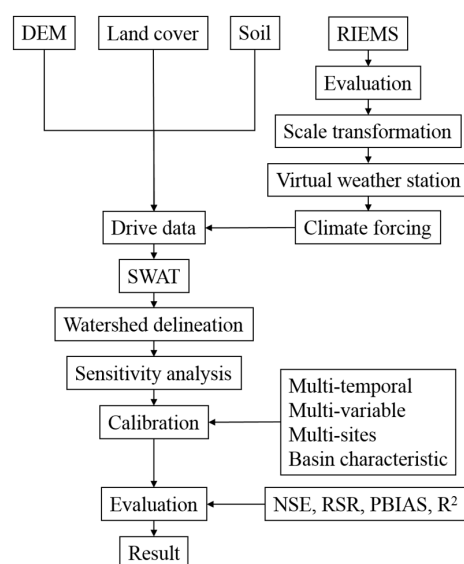 DEM
Land cover
Soil
RIEMS
Evaluation
Scale transformation
Virtual weather station
Drive data
Climate forcing
SWAT
Watershed delineation
Sensitivity analysis
Calibration
Multi-temporal
Multi-variable
Multi-sites
Basin characteristic
Evaluation
NSE, RSR, PBIAS, R²
Result